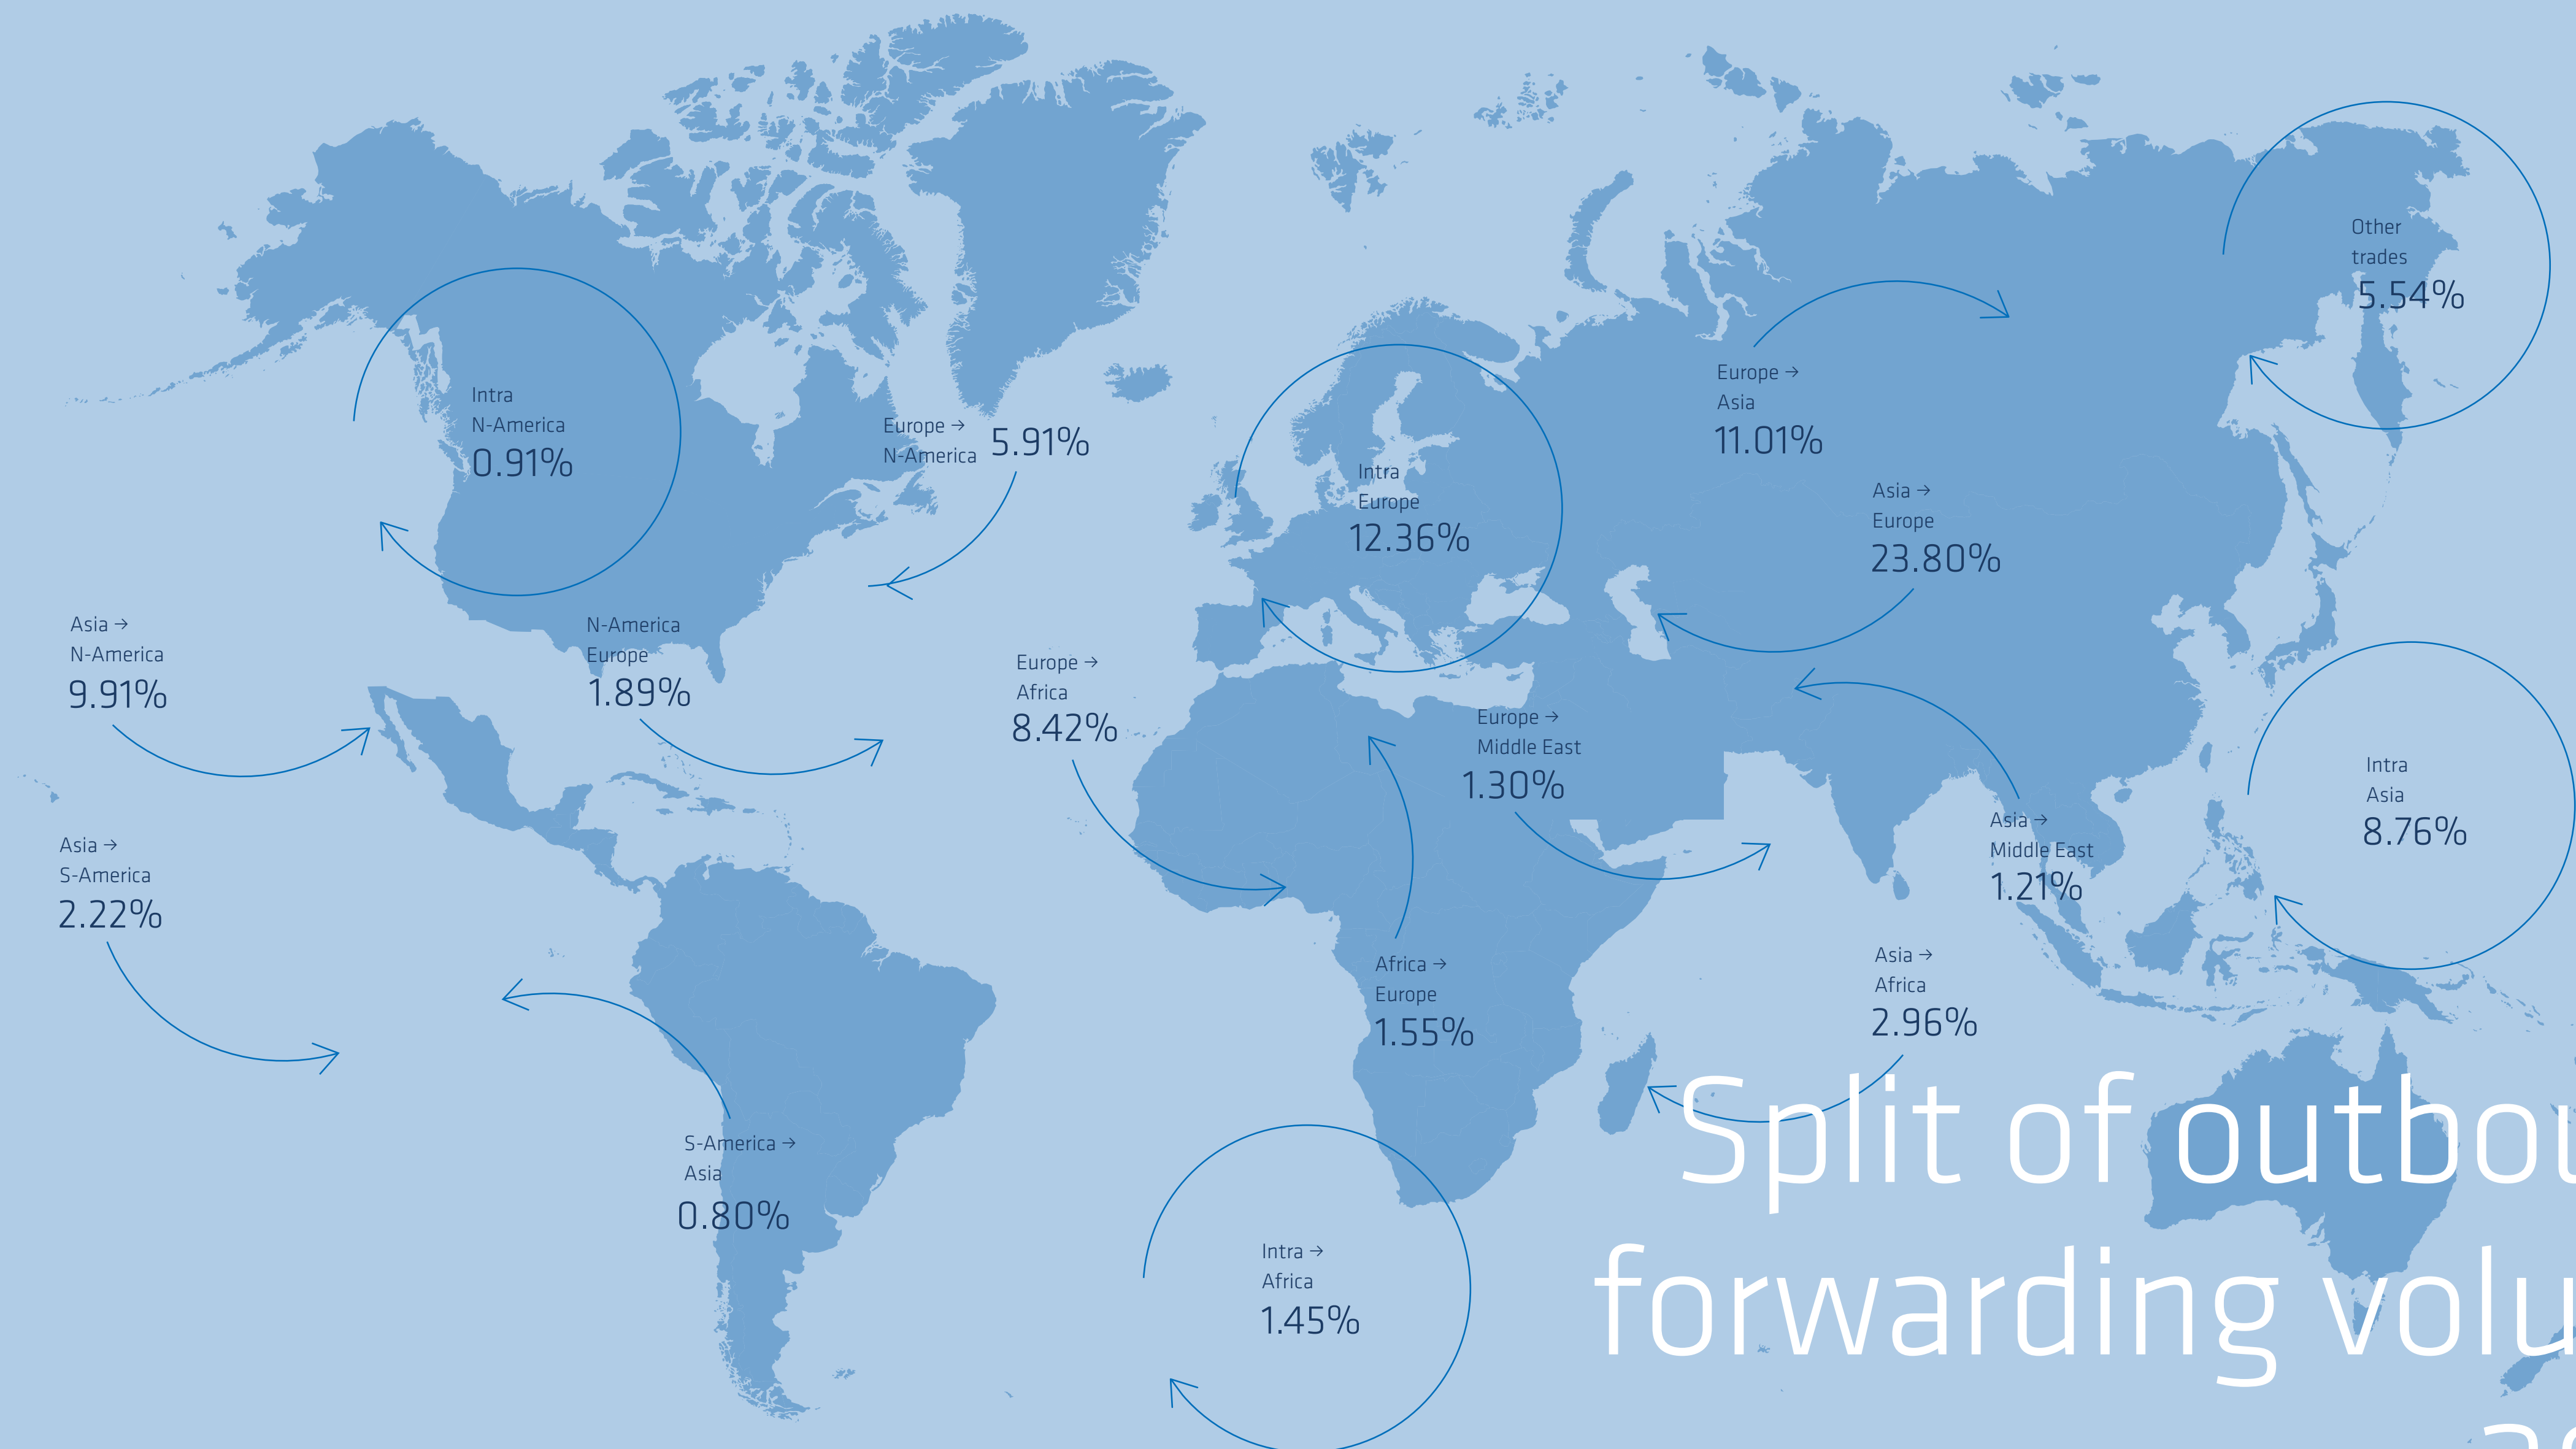 Other
trades
5.54%
Intra
N-America
0.91%
Europe →
N-America
5.91%
Intra
Europe
12.36%
Europe →
Asia
11.01%
Asia →
Europe
23.80%
Asia →
N-America
9.91%
N-America
Europe
1.89%
Europe →
Africa
8.42%
Europe →
Middle East
1.30%
Intra
Asia
8.76%
Asia →
S-America
2.22%
Asia →
Middle East
1.21%
Africa →
Europe
1.55%
Asia →
Africa
2.96%
S-America →
Asia
0.80%
Intra →
Africa
1.45%
Split of
forwarding